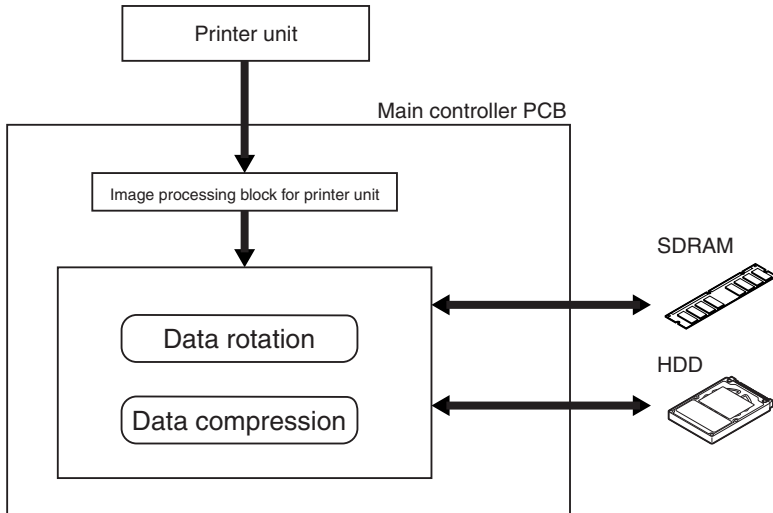 Printer unit
Main controller PCB
Image processing block for printer unit
SDRAM
Data rotation
HDD
Data compression